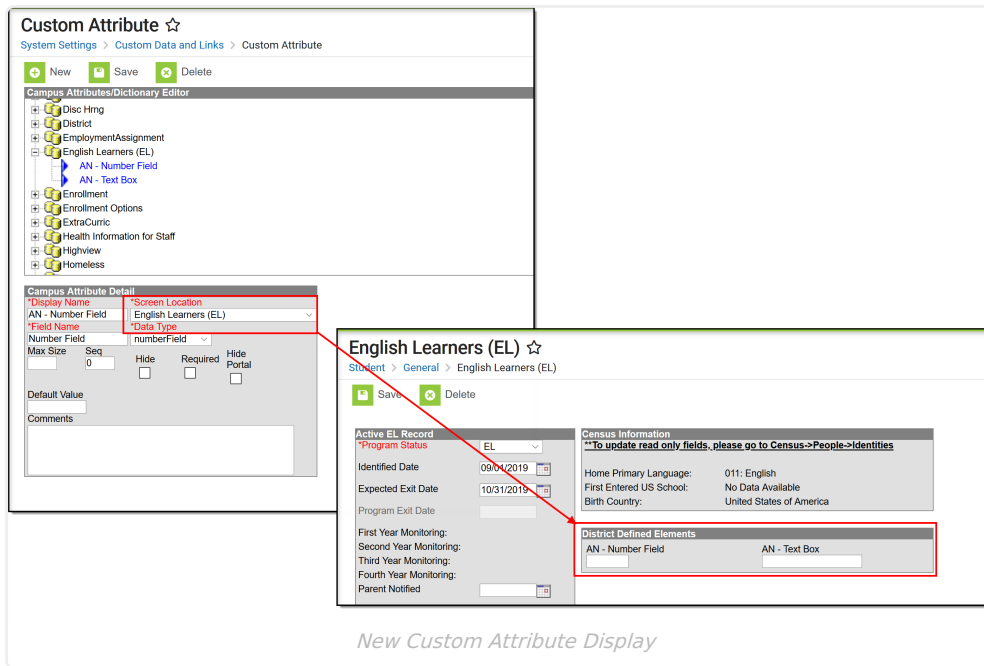 Custom Attribute ☆
System Settings > Custom Data and Links > Custom Attribute
New Save Delete
Campus Attributes/Dictionary Editor
Disc Hrng
District
EmploymentAssignment
English Learners (EL)
AN - Number Field
AN - Text Box
Enrollment
Enrollment Options
ExtraCurric
Health Information for Staff
Highview
Homeless
Campus Attribute Detail
*Display Name *Screen Location
AN - Number Field English Learners (EL)
*Field Name *Data Type
Number Field numberField
Max Size Seq Hide Required Hide Portal
0
Default Value
Comments
English Learners (EL) ☆
Student > General > English Learners (EL)
Save Delete
Active EL Record
*Program Status EL
Identified Date 09/01/2019
Expected Exit Date 10/31/2019
Program Exit Date
First Year Monitoring:
Second Year Monitoring:
Third Year Monitoring:
Fourth Year Monitoring:
Parent Notified
Census Information
**To update read only fields, please go to Census->People->Identities
Home Primary Language: 011: English
First Entered US School: No Data Available
Birth Country: United States of America
District Defined Elements
AN - Number Field AN - Text Box
New Custom Attribute Display